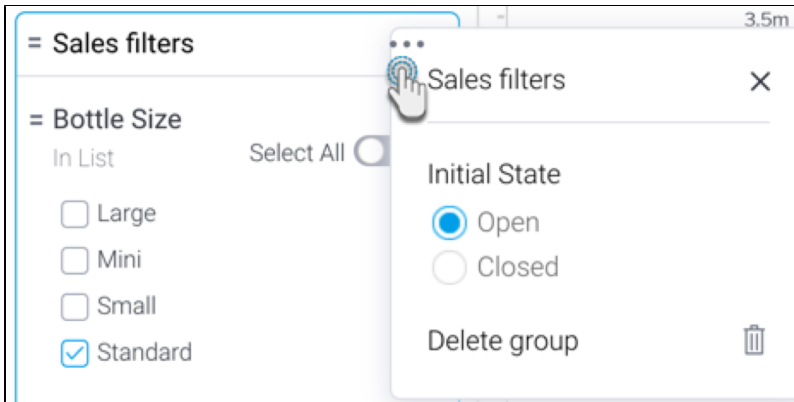 3.5m
Sales filters
Bottle Size
In List
Select All
Large
Mini
Small
Standard
Sales filters
Initial State
Open
Closed
Delete group